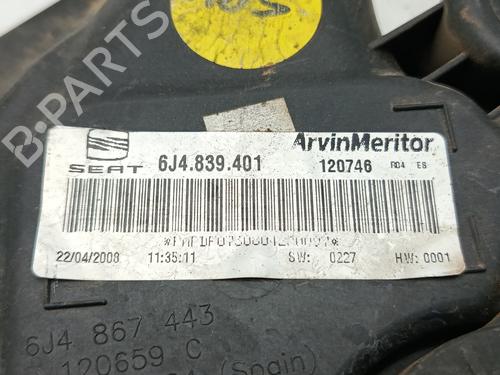 B-PARTS
SEAT
6J4.839.401
ArvinMeritor
120746 R04 ES
22/04/2008 11:35:11 SW: 0227 HW: 0001
6J4 867 443
120659 C
(Spain)